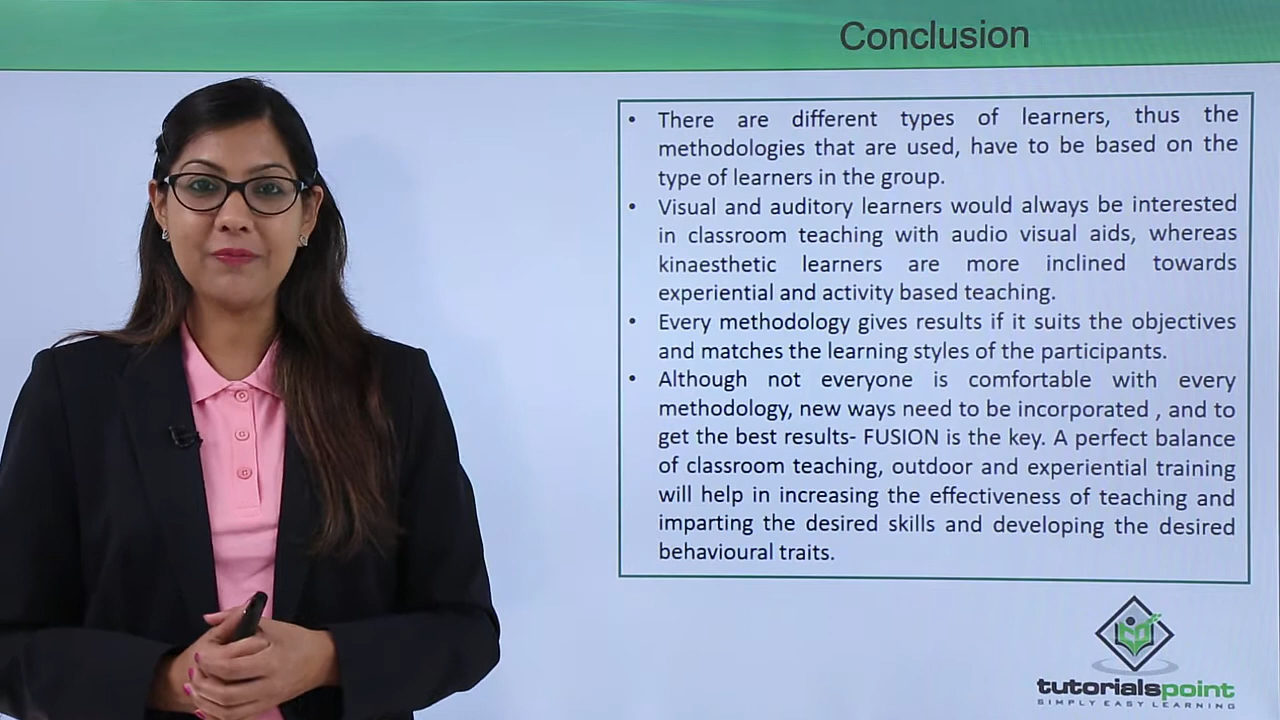 Conclusion
• There are different types of learners, thus the
methodologies that are used, have to be based on the
type of learners in the group.
• Visual and auditory learners would always be interested
in classroom teaching with audio visual aids, whereas
kinaesthetic learners are more inclined towards
experiential and activity based teaching.
• Every methodology gives results if it suits the objectives
and matches the learning styles of the participants.
• Although not everyone is comfortable with every
methodology, new ways need to be incorporated , and to
get the best results- FUSION is the key. A perfect balance
of classroom teaching, outdoor and experiential training
will help in increasing the effectiveness of teaching and
imparting the desired skills and developing the desired
behavioural traits.
tutorialspoint
SIMPLY EASY LEARNING